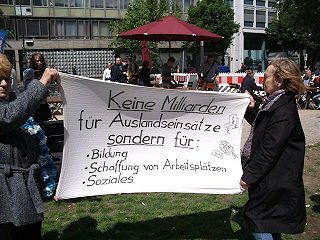 Keine Milliarden
für Auslandseinsätze
sondern für:
• Bildung
• Schaffung von Arbeitsplätzen
• Soziales